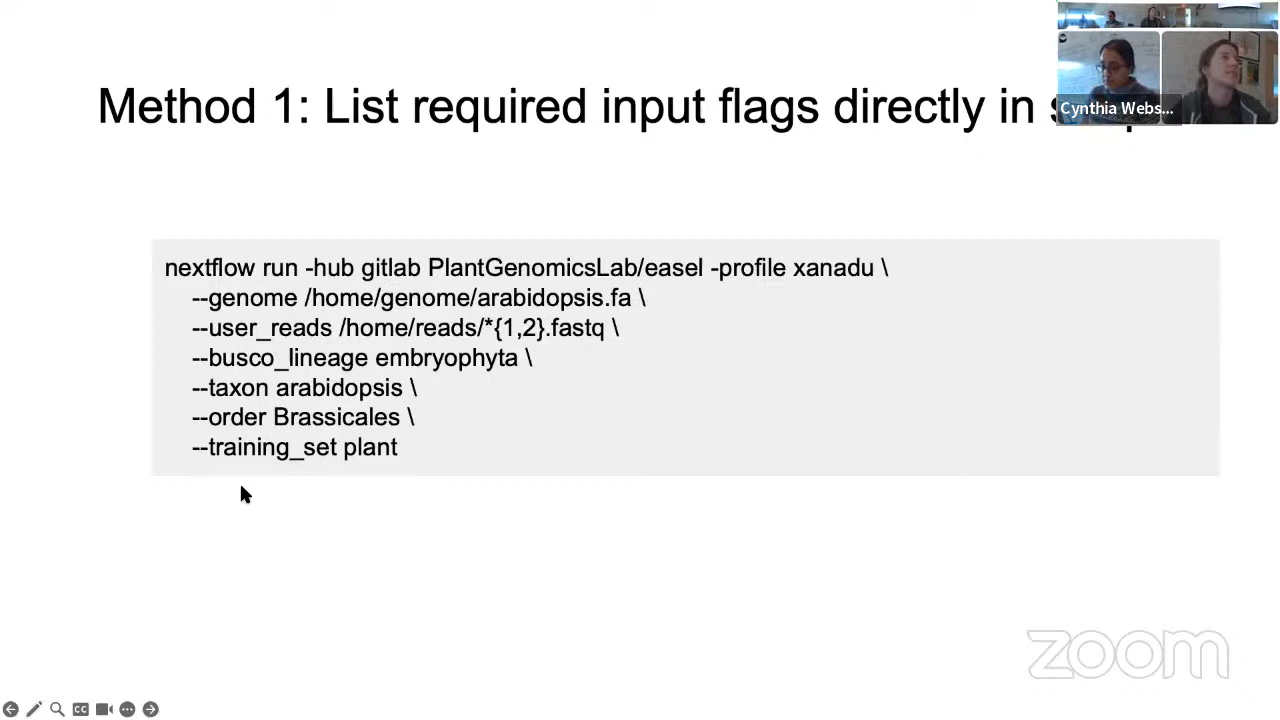 Method 1: List required input flags directly in
Cynthia Webs...
nextflow run -hub gitlab PlantGenomicsLab/easel -profile xanadu \
--genome /home/genome/arabidopsis.fa \
--user_reads /home/reads/*{1,2}.fastq \
--busco_lineage embryophyta \
--taxon arabidopsis \
--order Brassicales \
--training_set plant
zoom
CC